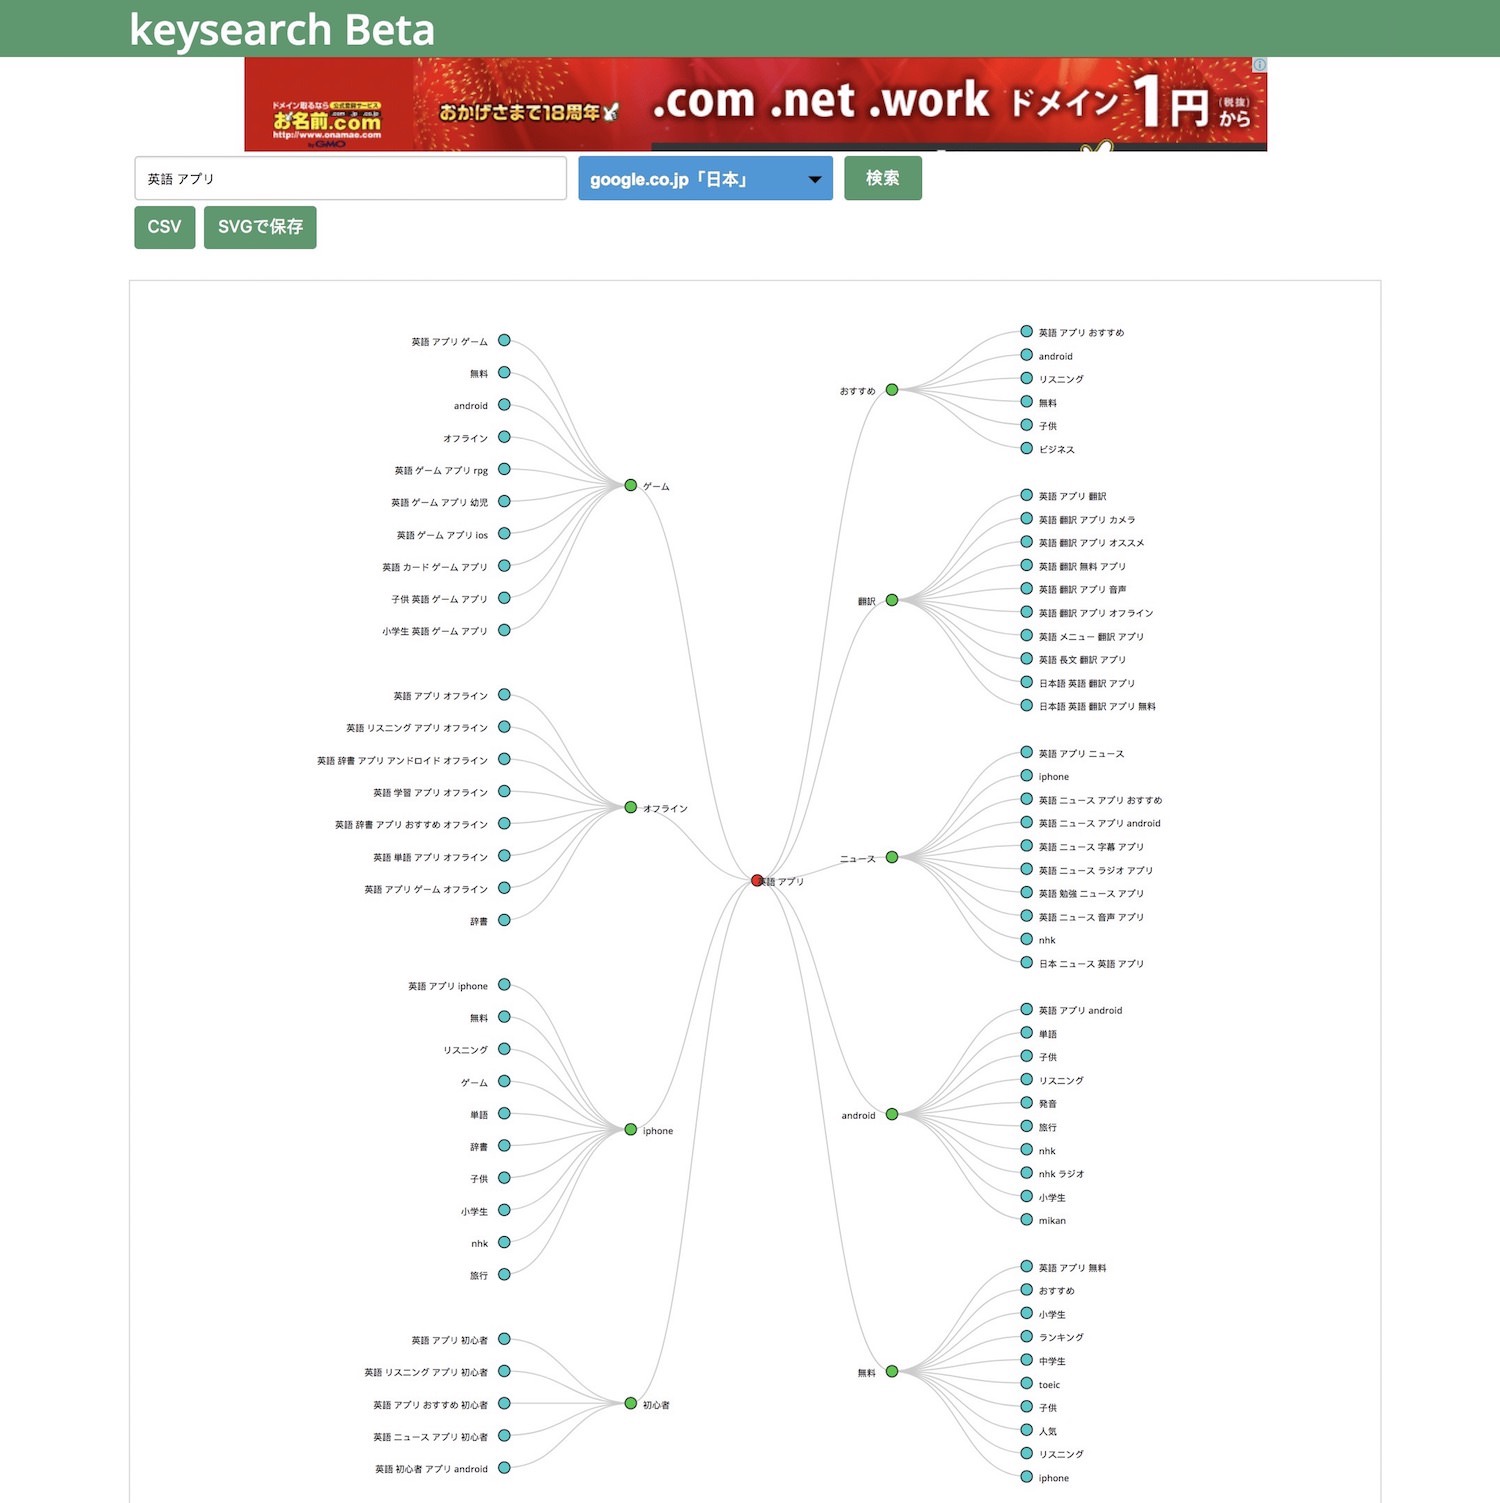 keysearch Beta
ドメイン取るなら 公式登録サービス
お名前.com
http://www.onamae.com
by GMO
おかげさまで18周年
.com .net .work ドメイン 1円 (税抜) から
英語 アプリ
google.co.jp「日本」
検索
CSV
SVGで保存
英語 アプリ ゲーム
無料
android
オフライン
英語 ゲーム アプリ rpg
英語 ゲーム アプリ 幼児
英語 ゲーム アプリ ios
英語 カード ゲーム アプリ
子供 英語 ゲーム アプリ
小学生 英語 ゲーム アプリ
ゲーム
英語 アプリ オフライン
英語 リスニング アプリ オフライン
英語 辞書 アプリ アンドロイド オフライン
英語 学習 アプリ オフライン
英語 辞書 アプリ おすすめ オフライン
英語 単語 アプリ オフライン
英語 アプリ ゲーム オフライン
辞書
オフライン
英語 アプリ iphone
無料
リスニング
ゲーム
単語
辞書
子供
小学生
nhk
旅行
iphone
英語 アプリ 初心者
英語 リスニング アプリ 初心者
英語 アプリ おすすめ 初心者
英語 ニュース アプリ 初心者
英語 初心者 アプリ android
初心者
英語 アプリ
おすすめ
英語 アプリ おすすめ
android
リスニング
無料
子供
ビジネス
翻訳
英語 アプリ 翻訳
英語 翻訳 アプリ カメラ
英語 翻訳 アプリ オススメ
英語 翻訳 無料 アプリ
英語 翻訳 アプリ 音声
英語 翻訳 アプリ オフライン
英語 メニュー 翻訳 アプリ
英語 長文 翻訳 アプリ
日本語 英語 翻訳 アプリ
日本語 英語 翻訳 アプリ 無料
ニュース
英語 アプリ ニュース
iphone
英語 ニュース アプリ おすすめ
英語 ニュース アプリ android
英語 ニュース 字幕 アプリ
英語 ニュース ラジオ アプリ
英語 勉強 ニュース アプリ
英語 ニュース 音声 アプリ
nhk
日本 ニュース 英語 アプリ
android
英語 アプリ android
単語
子供
リスニング
発音
旅行
nhk
nhk ラジオ
小学生
mikan
無料
英語 アプリ 無料
おすすめ
小学生
ランキング
中学生
toeic
子供
人気
リスニング
iphone